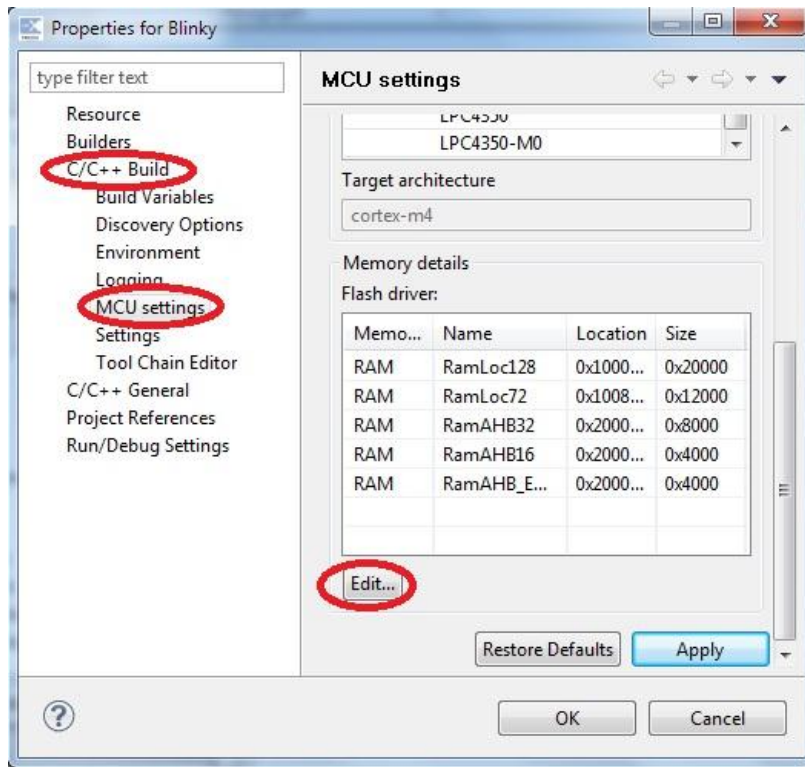 Properties for Blinky
type filter text
Resource
Builders
C/C++ Build
Build Variables
Discovery Options
Environment
Logging
MCU settings
Settings
Tool Chain Editor
C/C++ General
Project References
Run/Debug Settings
MCU settings
LPC4350
LPC4350-M0
Target architecture
cortex-m4
Memory details
Flash driver:
Memo... Name Location Size
RAM RamLoc128 0x1000... 0x20000
RAM RamLoc72 0x1008... 0x12000
RAM RamAHB32 0x2000... 0x8000
RAM RamAHB16 0x2000... 0x4000
RAM RamAHB_E... 0x2000... 0x4000
Edit...
Restore Defaults Apply
? OK Cancel